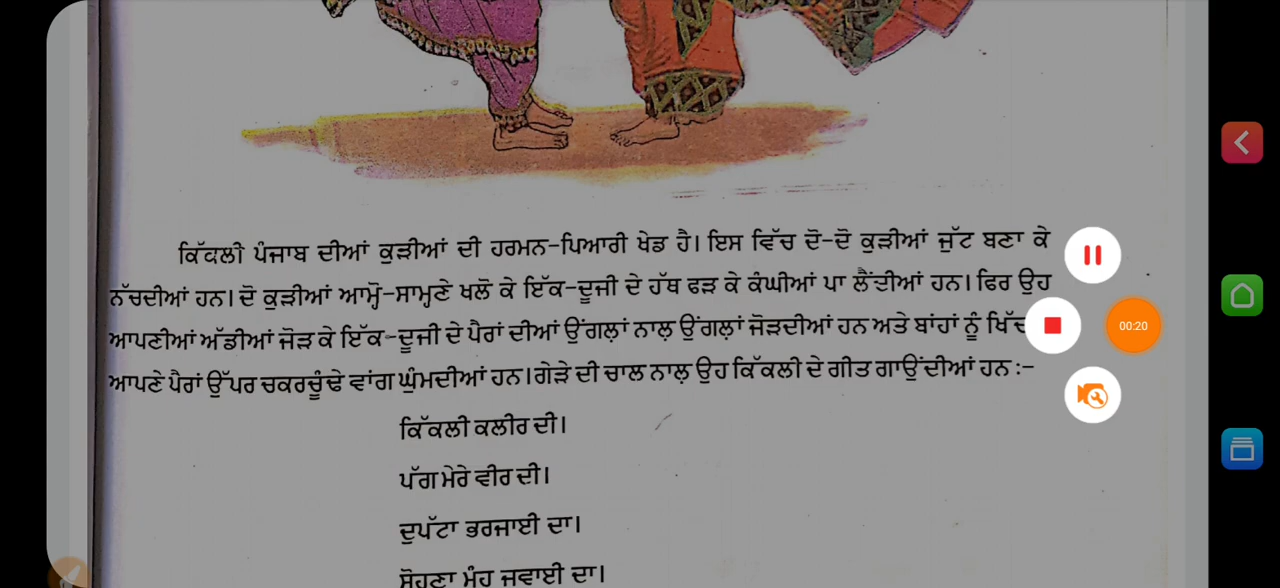 ਕਿੱਕਲੀ ਪੰਜਾਬ ਦੀਆਂ ਕੁੜੀਆਂ ਦੀ ਹਰਮਨ-ਪਿਆਰੀ ਖੇਡ ਹੈ। ਇਸ ਵਿੱਚ ਦੋ-ਦੋ ਕੁੜੀਆਂ ਜੁੱਟ ਬਣਾ ਕੇ
ਨੱਚਦੀਆਂ ਹਨ। ਦੋ ਕੁੜੀਆਂ ਆਮ੍ਹੋ-ਸਾਮ੍ਹਣੇ ਖਲੋ ਕੇ ਇੱਕ-ਦੂਜੀ ਦੇ ਹੱਥ ਫੜ ਕੇ ਕੰਘੀਆਂ ਪਾ ਲੈਂਦੀਆਂ ਹਨ। ਫਿਰ ਉਹ
ਆਪਣੀਆਂ ਅੱਡੀਆਂ ਜੋੜ ਕੇ ਇੱਕ-ਦੂਜੀ ਦੇ ਪੈਰਾਂ ਦੀਆਂ ਉਂਗਲ਼ਾਂ ਨਾਲ਼ ਉਂਗਲ਼ਾਂ ਜੋੜਦੀਆਂ ਹਨ ਅਤੇ ਬਾਂਹਾਂ ਨੂੰ
00:20
ਆਪਣੇ ਪੈਰਾਂ ਉੱਪਰ ਚਕਰਚੂੰਢੇ ਵਾਂਗ ਘੁੰਮਦੀਆਂ ਹਨ। ਗੇੜੇ ਦੀ ਚਾਲ ਨਾਲ਼ ਉਹ ਕਿੱਕਲੀ ਦੇ ਗੀਤ ਗਾਉਂਦੀਆਂ ਹਨ :-
ਕਿੱਕਲੀ ਕਲੀਰ ਦੀ।
ਪੱਗ ਮੇਰੇ ਵੀਰ ਦੀ।
ਦੁਪੱਟਾ ਭਰਜਾਈ ਦਾ।
ਸੋਹਣਾ ਮੂੰਹ ਜਵਾਈ ਦਾ।